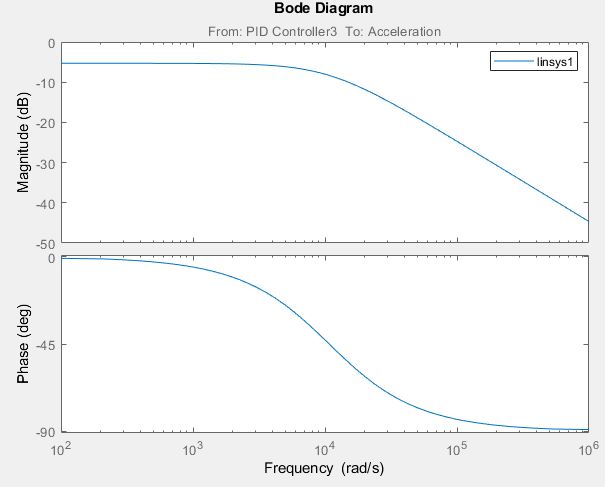 Bode Diagram
From: PID Controller3 To: Acceleration
linsys1
Magnitude (dB)
0
-10
-20
-30
-40
-50
Phase (deg)
0
-45
-90
10^2
10^3
10^4
10^5
10^6
Frequency (rad/s)